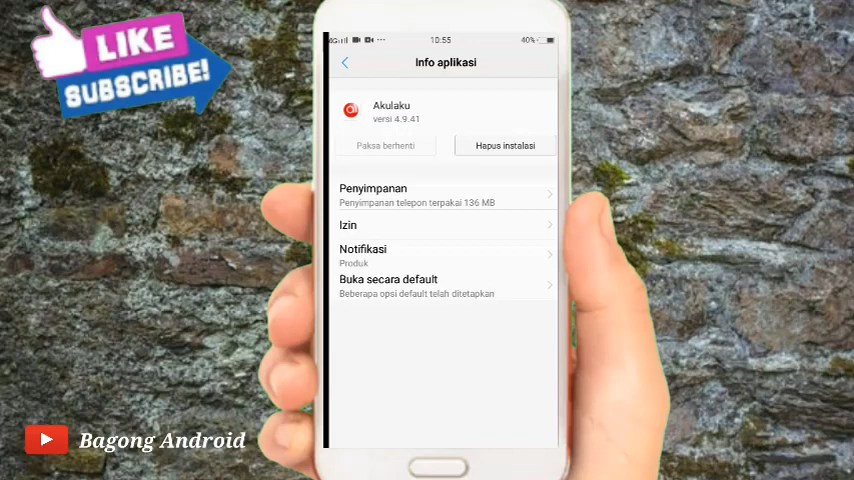 LIKE
SUBSCRIBE!
4G
10:55
40%
Info aplikasi
Akulaku
versi 4.9.41
Paksa berhenti
Hapus instalasi
Penyimpanan
Penyimpanan telepon terpakai 136 MB
Izin
Notifikasi
Produk
Buka secara default
Beberapa opsi default telah ditetapkan
Bagong Android